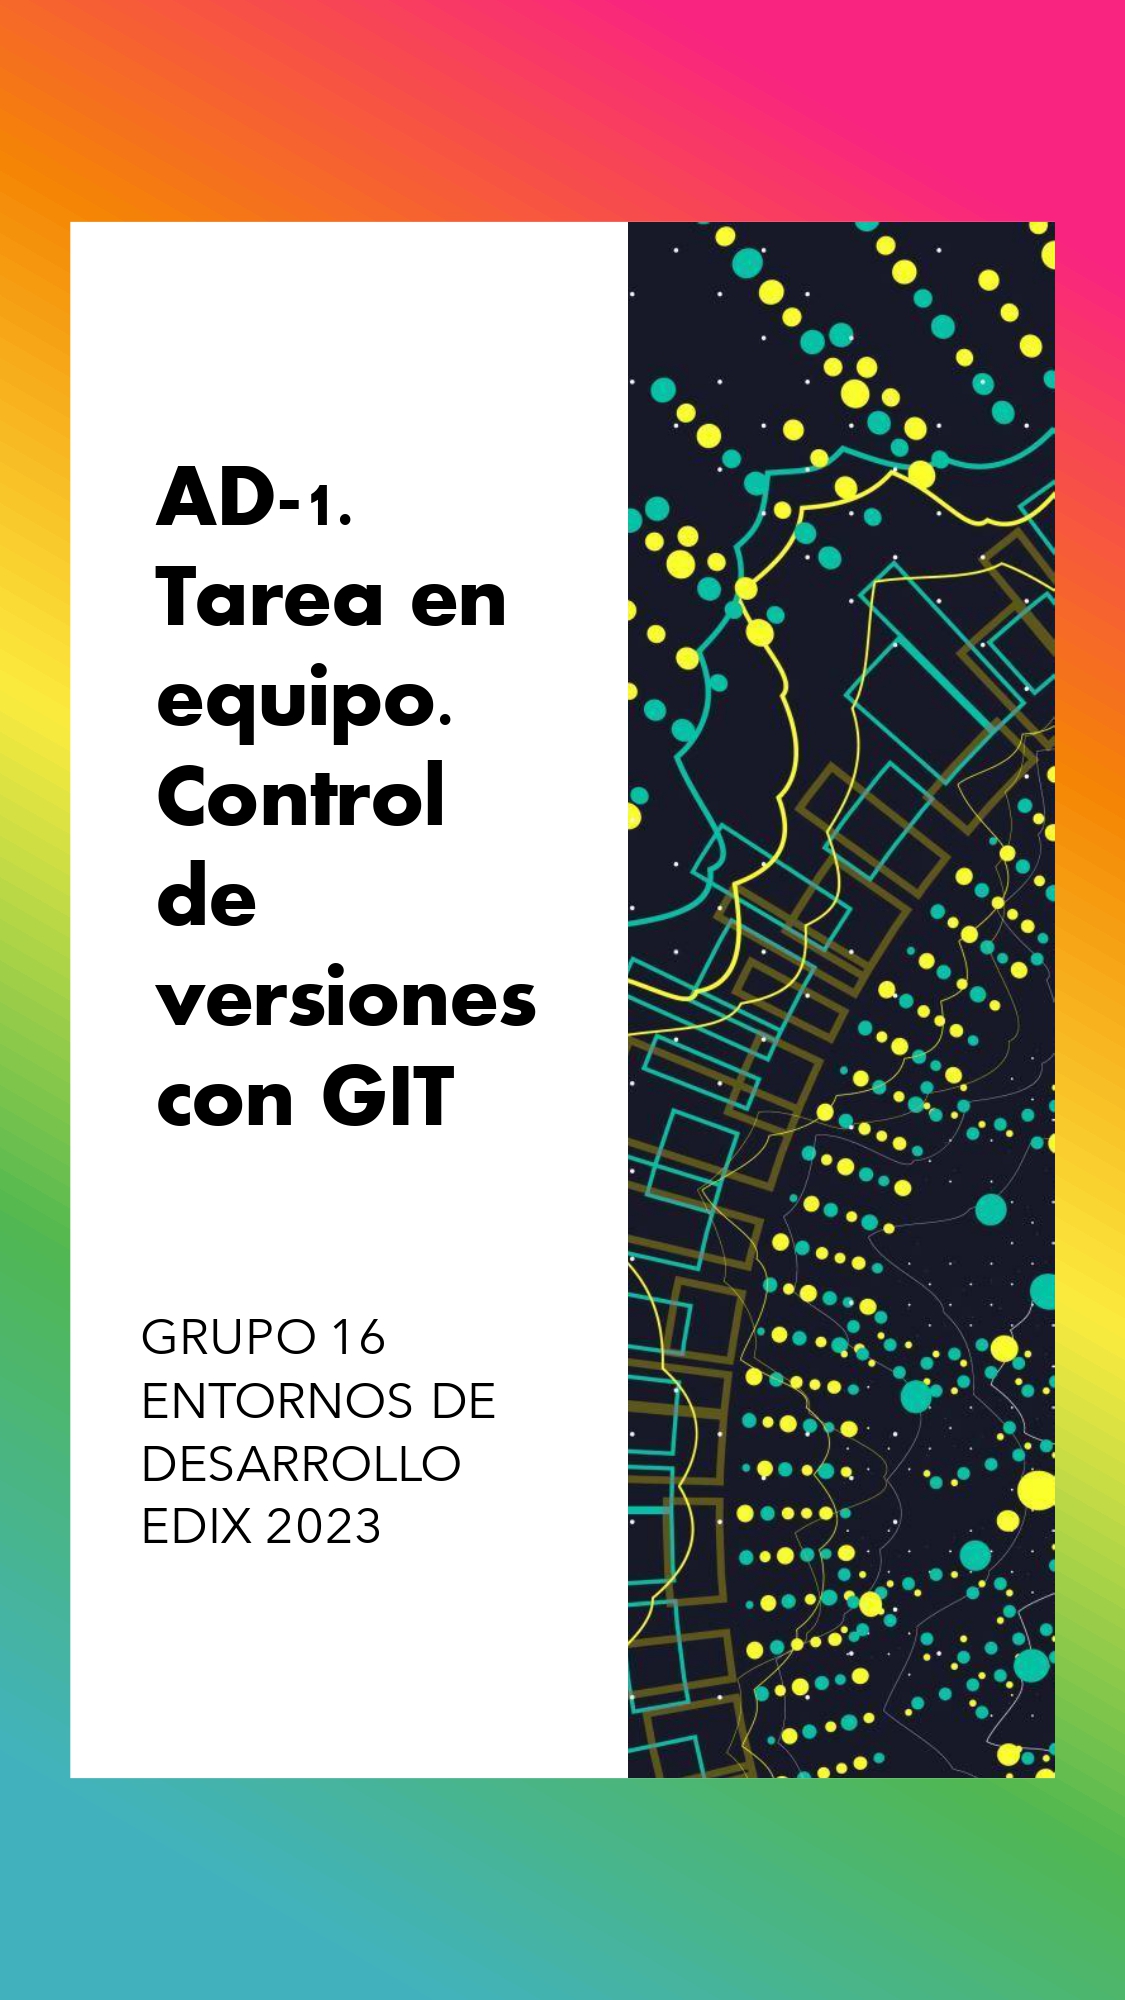 AD-1.
Tarea en
equipo.
Control
de
versiones
con GIT
GRUPO 16
ENTORNOS DE
DESARROLLO
EDIX 2023